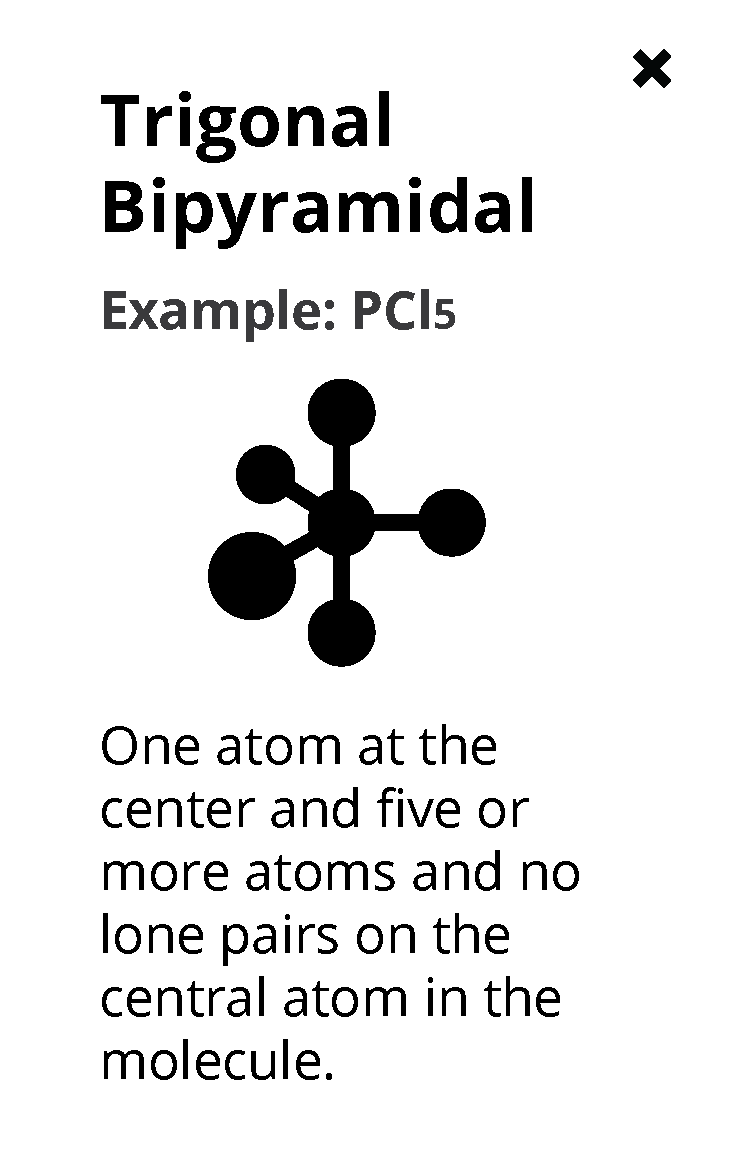 Trigonal
Bipyramidal
Example: PCl5
One atom at the
center and five or
more atoms and no
lone pairs on the
central atom in the
molecule.